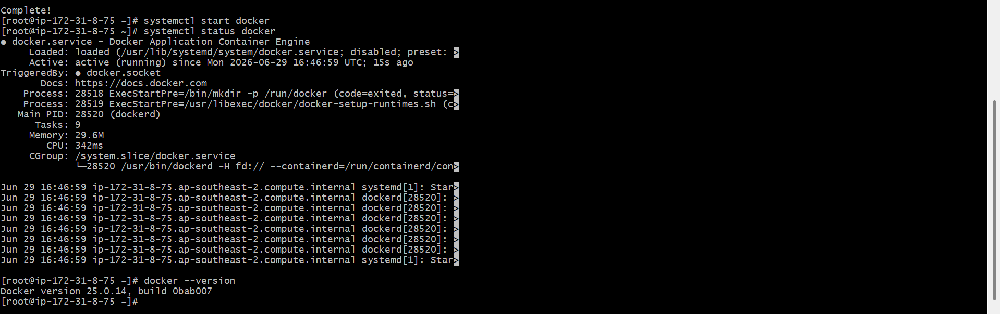 Complete!
[root@ip-172-31-8-75 ~]# systemctl start docker
[root@ip-172-31-8-75 ~]# systemctl status docker
● docker.service - Docker Application Container Engine
     Loaded: loaded (/usr/lib/systemd/system/docker.service; disabled; preset: >
     Active: active (running) since Mon 2026-06-29 16:46:59 UTC; 15s ago
TriggeredBy: ● docker.socket
       Docs: https://docs.docker.com
    Process: 28518 ExecStartPre=/bin/mkdir -p /run/docker (code=exited, status=>
    Process: 28519 ExecStartPre=/usr/libexec/docker/docker-setup-runtimes.sh (c>
   Main PID: 28520 (dockerd)
      Tasks: 9
     Memory: 29.6M
        CPU: 342ms
     CGroup: /system.slice/docker.service
             └─28520 /usr/bin/dockerd -H fd:// --containerd=/run/containerd/con>
Jun 29 16:46:59 ip-172-31-8-75.ap-southeast-2.compute.internal systemd[1]: Star>
Jun 29 16:46:59 ip-172-31-8-75.ap-southeast-2.compute.internal dockerd[28520]: >
Jun 29 16:46:59 ip-172-31-8-75.ap-southeast-2.compute.internal dockerd[28520]: >
Jun 29 16:46:59 ip-172-31-8-75.ap-southeast-2.compute.internal dockerd[28520]: >
Jun 29 16:46:59 ip-172-31-8-75.ap-southeast-2.compute.internal dockerd[28520]: >
Jun 29 16:46:59 ip-172-31-8-75.ap-southeast-2.compute.internal dockerd[28520]: >
Jun 29 16:46:59 ip-172-31-8-75.ap-southeast-2.compute.internal dockerd[28520]: >
Jun 29 16:46:59 ip-172-31-8-75.ap-southeast-2.compute.internal systemd[1]: Star>
[root@ip-172-31-8-75 ~]# docker --version
Docker version 25.0.14, build 0bab007
[root@ip-172-31-8-75 ~]#